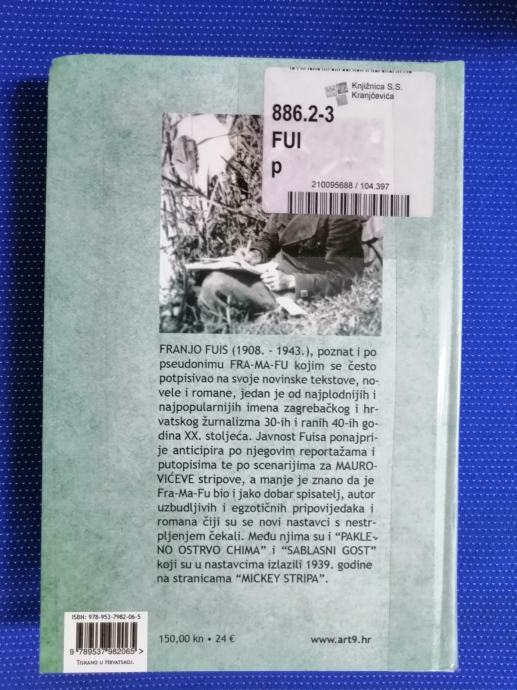 Knjižnica S.S.
Kranjčevića
886.2-3
FUI
p
210095688 / 104.397
FRANJO FUIS (1908. - 1943.), poznat i po
pseudonimu FRA-MA-FU kojim se često
potpisivao na svoje novinske tekstove, no-
vele i romane, jedan je od najplodnijih i
najpopularnijih imena zagrebačkog i hr-
vatskog žurnalizma 30-ih i ranih 40-ih go-
dina XX. stoljeća. Javnost Fuisa ponajpri-
je anticipira po njegovim reportažama i
putopisima te po scenarijima za MAURO-
VIĆEVE stripove, a manje je znano da je
Fra-Ma-Fu bio i jako dobar spisatelj, autor
uzbudljivih i egzotičnih pripovijedaka i
romana čiji su se novi nastavci s nestr-
pljenjem čekali. Među njima su i “PAKLE-
NO OSTRVO CHIMA” i “SABLASNI GOST”
koji su u nastavcima izlazili 1939. godine
na stranicama “MICKEY STRIPA”.
ISBN: 978-953-7982-06-5
9 789537 982065 >
TISKANO U HRVATSKOJ.
150,00 kn • 24 €
www.art9.hr